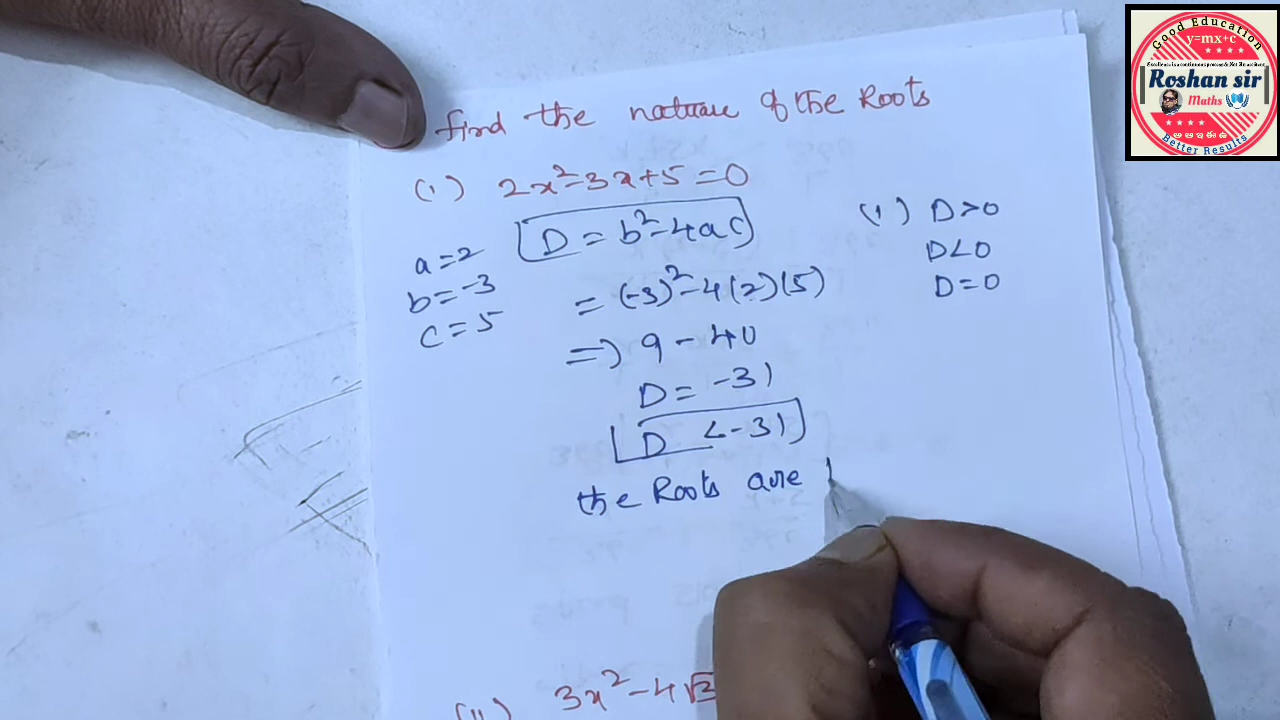 Find the nature of the Roots
(i) 2x²-3x+5=0
D = b²-4ac
a=2
b=-3
c=5
= (-3)²-4(2)(5)
=) 9-40
D = -31
D < -31
the Roots are
(1) D>0
D<0
D=0
(ii) 3x²-4√3
Good Education
y=mx+c
Roshan sir
Maths
Better Results